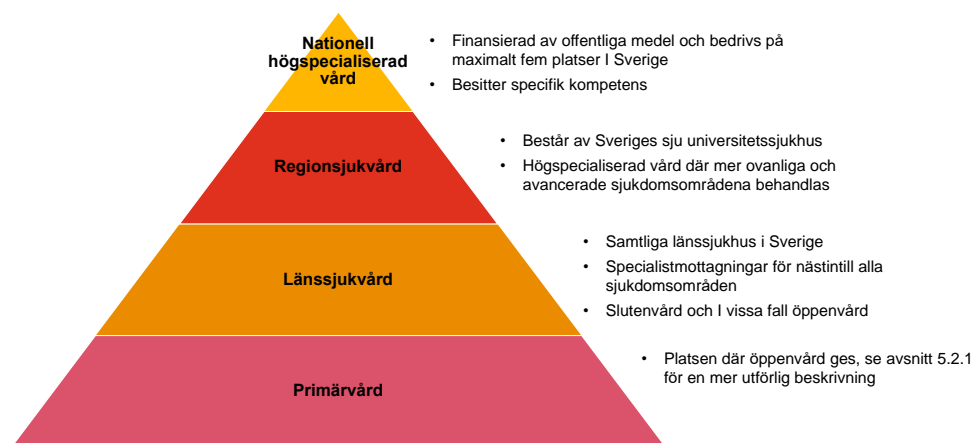 Nationell
högspecialiserad
vård
• Finansierad av offentliga medel och bedrivs på
maximalt fem platser I Sverige
• Besitter specifik kompetens
Regionsjukvård
• Består av Sveriges sju universitetssjukhus
• Högspecialiserad vård där mer ovanliga och
avancerade sjukdomsområdena behandlas
Länssjukvård
• Samtliga länssjukhus i Sverige
• Specialistmottagningar för nästintill alla
sjukdomsområden
• Slutenvård och I vissa fall öppenvård
Primärvård
• Platsen där öppenvård ges, se avsnitt 5.2.1
för en mer utförlig beskrivning